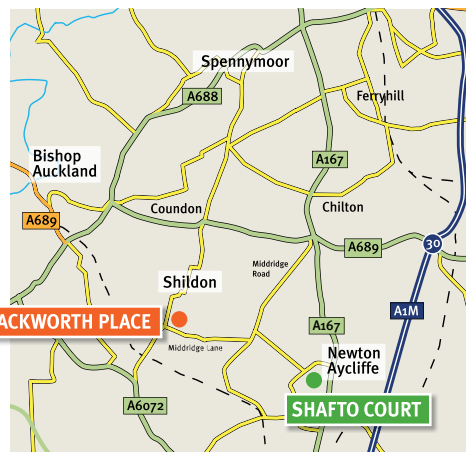 Spennymoor
A688
Ferryhill
Bishop
Auckland
A167
A689
Coundon
Chilton
30
A689
Middridge
Road
Shildon
A1M
ACKWORTH PLACE
A167
Middridge Lane
Newton
Aycliffe
A6072
SHAFTO COURT